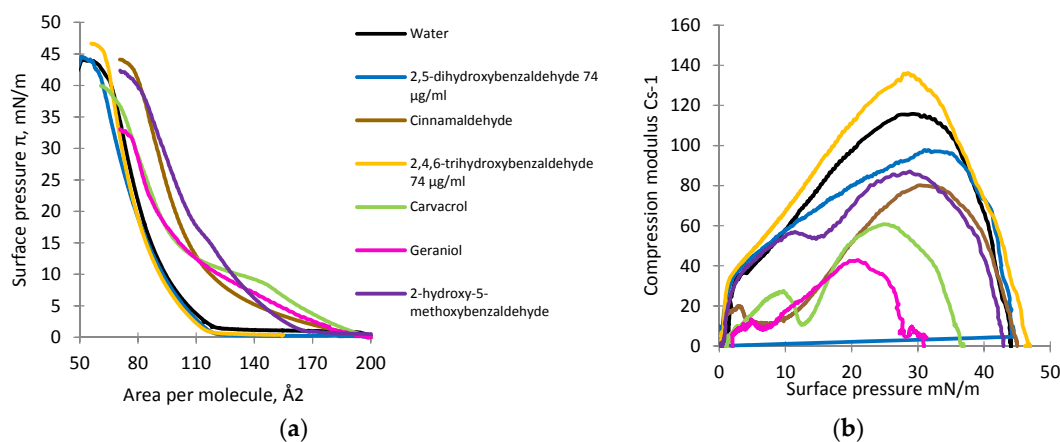 Surface pressure π, mN/m
50
45
40
35
30
25
20
15
10
5
0
50
80
110
140
170
200
Area per molecule, Å2
Water
2,5-dihydroxybenzaldehyde 74
µg/ml
Cinnamaldehyde
2,4,6-trihydroxybenzaldehyde
74 µg/ml
Carvacrol
Geraniol
2-hydroxy-5-
methoxybenzaldehyde
(a)
Compression modulus Cs-1
160
140
120
100
80
60
40
20
0
0
10
20
30
40
50
Surface pressure mN/m
(b)